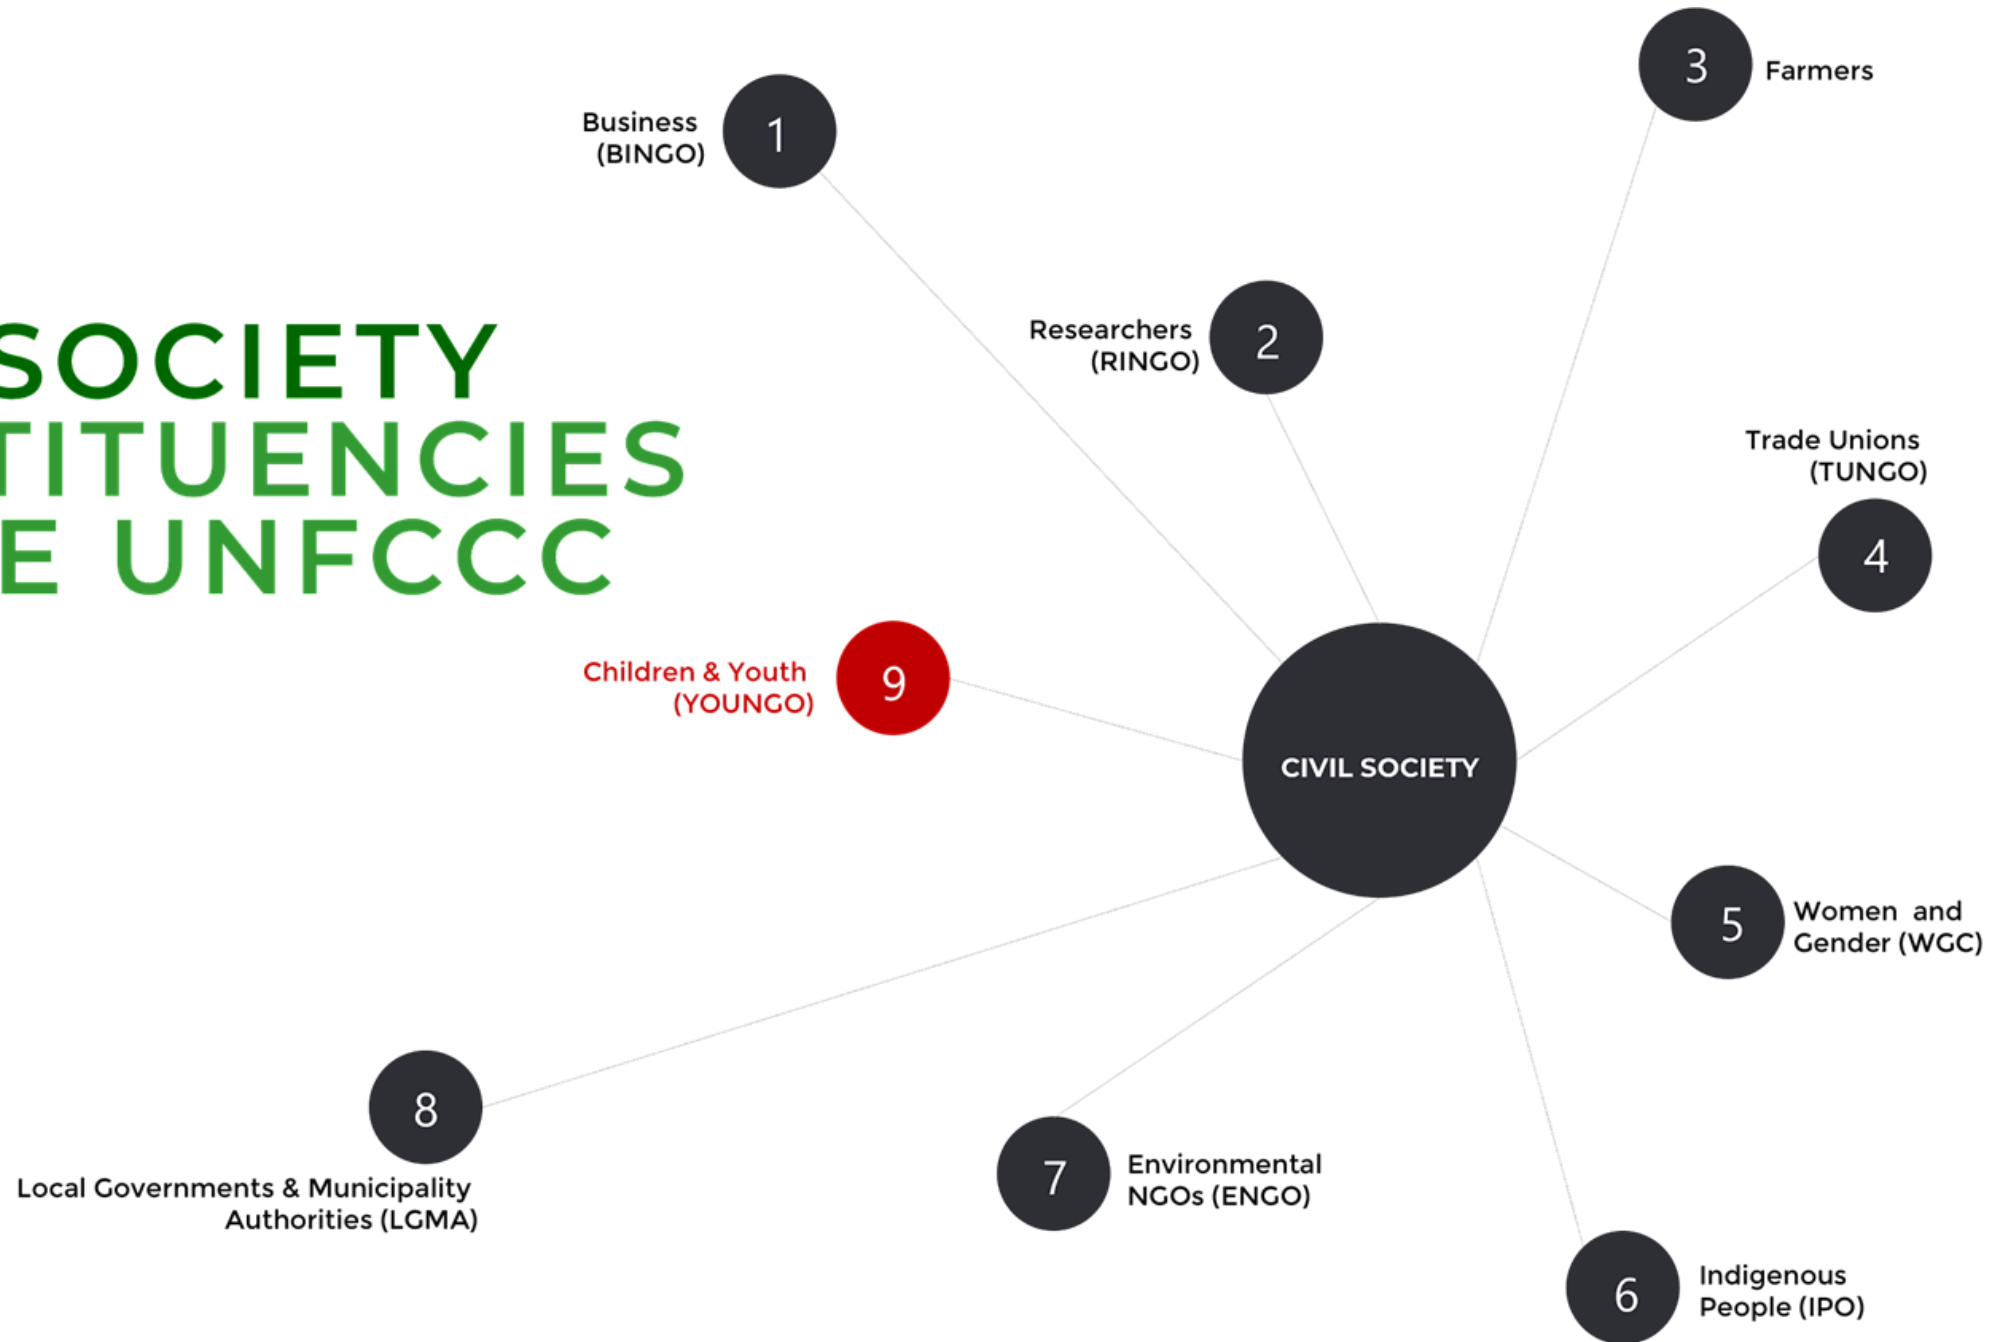 SOCIETY
TITUENCIES
E UNFCCC
Business
(BINGO)
1
Researchers
(RINGO)
2
3
Farmers
Trade Unions
(TUNGO)
4
Children & Youth
(YOUNGO)
9
CIVIL SOCIETY
5
Women and
Gender (WGC)
8
Local Governments & Municipality
Authorities (LGMA)
7
Environmental
NGOs (ENGO)
6
Indigenous
People (IPO)